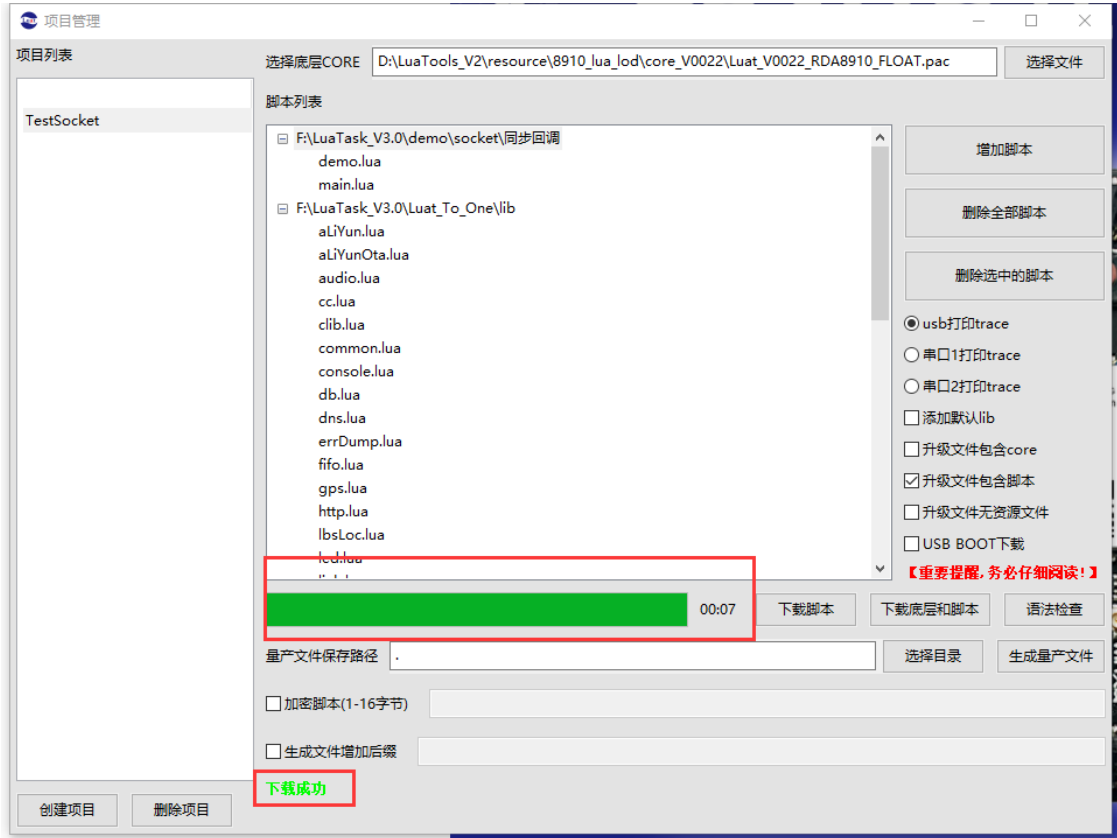 Luat 项目管理
项目列表
TestSocket
创建项目 删除项目
选择底层CORE D:\LuaTools_V2\resource\8910_lua_lod\core_V0022\Luat_V0022_RDA8910_FLOAT.pac 选择文件
脚本列表
F:\LuaTask_V3.0\demo\socket\同步回调
demo.lua
main.lua
F:\LuaTask_V3.0\Luat_To_One\lib
aLiYun.lua
aLiYunOta.lua
audio.lua
cc.lua
clib.lua
common.lua
console.lua
db.lua
dns.lua
errDump.lua
fifo.lua
gps.lua
http.lua
lbsLoc.lua
lcd.lua
增加脚本
删除全部脚本
删除选中的脚本
usb打印trace
串口1打印trace
串口2打印trace
添加默认lib
升级文件包含core
升级文件包含脚本
升级文件无资源文件
USB BOOT下载
【重要提醒,务必仔细阅读!】
00:07 下载脚本 下载底层和脚本 语法检查
量产文件保存路径 . 选择目录 生成量产文件
加密脚本(1-16字节)
生成文件增加后缀
下载成功